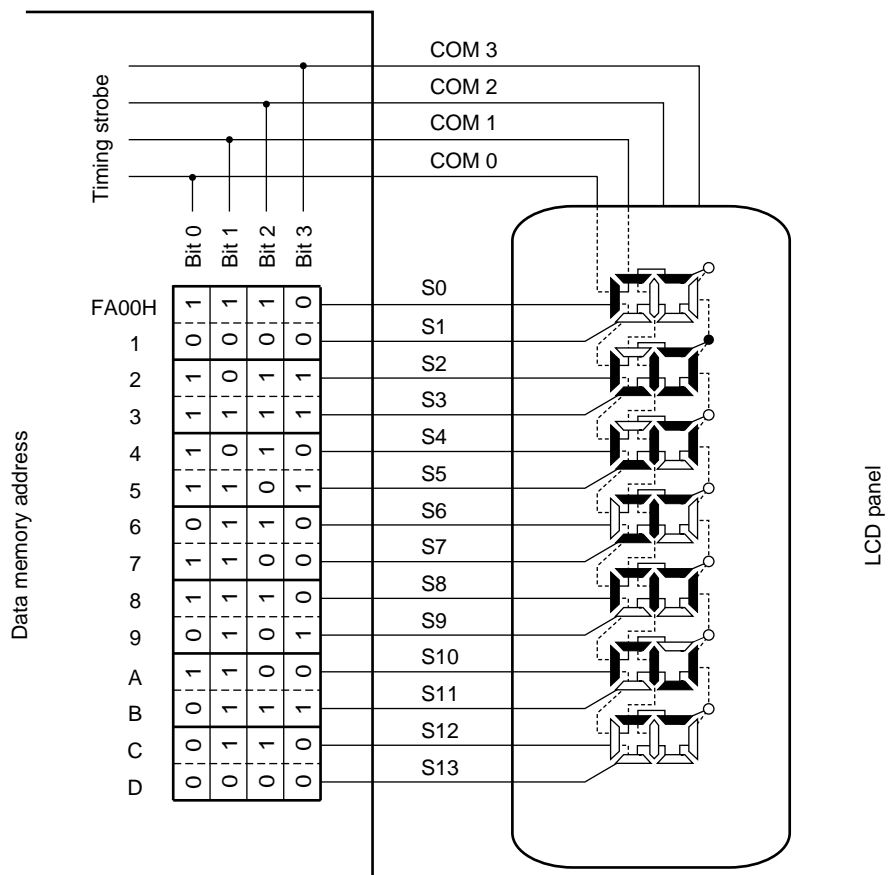 COM 3
COM 2
COM 1
COM 0
Timing strobe
Bit 0
Bit 1
Bit 2
Bit 3
FA00H 1 1 1 0 S0
1 0 0 0 0 S1
2 1 0 1 1 S2
3 1 1 1 1 S3
4 1 0 1 0 S4
5 1 1 0 1 S5
6 0 1 1 0 S6
7 1 1 0 0 S7
8 1 1 1 0 S8
9 0 1 0 1 S9
A 1 1 0 0 S10
B 0 1 1 1 S11
C 0 1 1 0 S12
D 0 0 0 0 S13
Data memory address
LCD panel